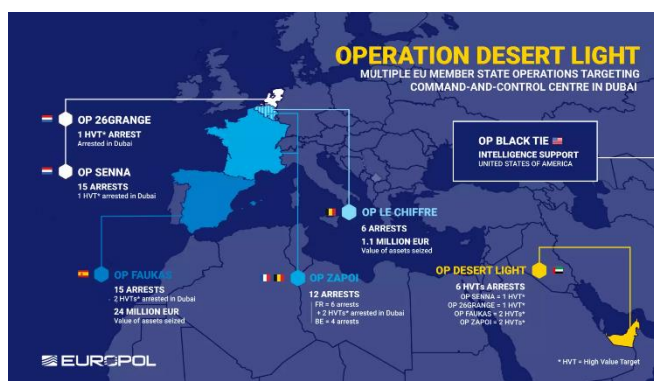 OPERATION DESERT LIGHT
MULTIPLE EU MEMBER STATE OPERATIONS TARGETING
COMMAND-AND-CONTROL CENTRE IN DUBAI
OP 26GRANGE
1 HVT* ARREST
Arrested in Dubai
OP SENNA
15 ARRESTS
1 HVT* arrested in Dubai
OP BLACK TIE
INTELLIGENCE SUPPORT
UNITED STATES OF AMERICA
OP LE CHIFFRE
6 ARRESTS
1.1 MILLION EUR
Value of assets seized
OP FAUKAS
15 ARRESTS
2 HVTs* arrested in Dubai
24 MILLION EUR
Value of assets seized
OP ZAPOI
12 ARRESTS
FR = 6 arrests
+ 2 HVTs* arrested in Dubai
BE = 4 arrests
OP DESERT LIGHT
6 HVTs ARRESTS
OP SENNA = 1 HVT*
OP 26GRANGE = 1 HVT*
OP FAUKAS = 2 HVTs*
OP ZAPOI = 2 HVTs*
EUROPOL
* HVT = High Value Target